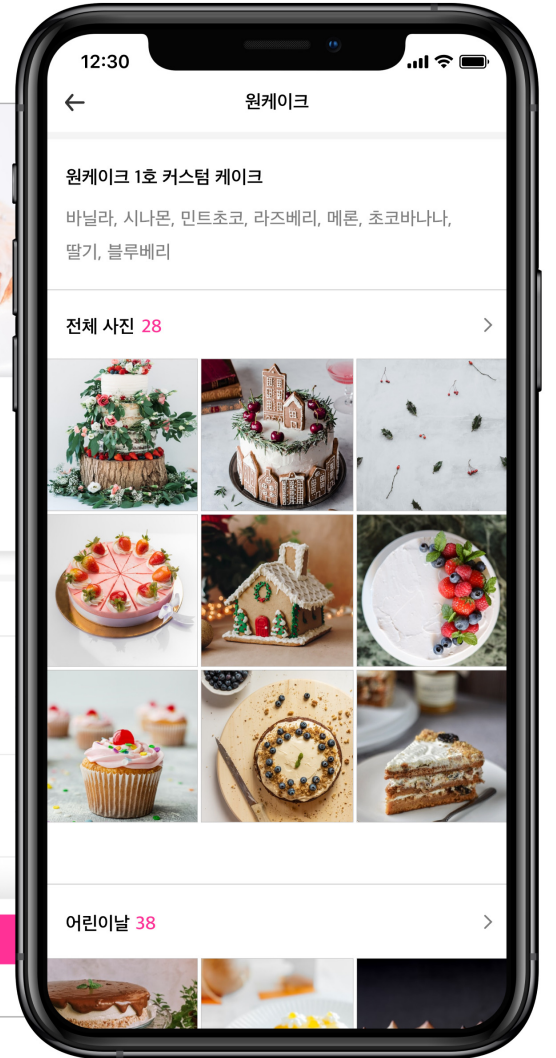 12:30
원케이크
원케이크 1호 커스텀 케이크
바닐라, 시나몬, 민트초코, 라즈베리, 메론, 초코바나나,
딸기, 블루베리
전체 사진 28
어린이날 38